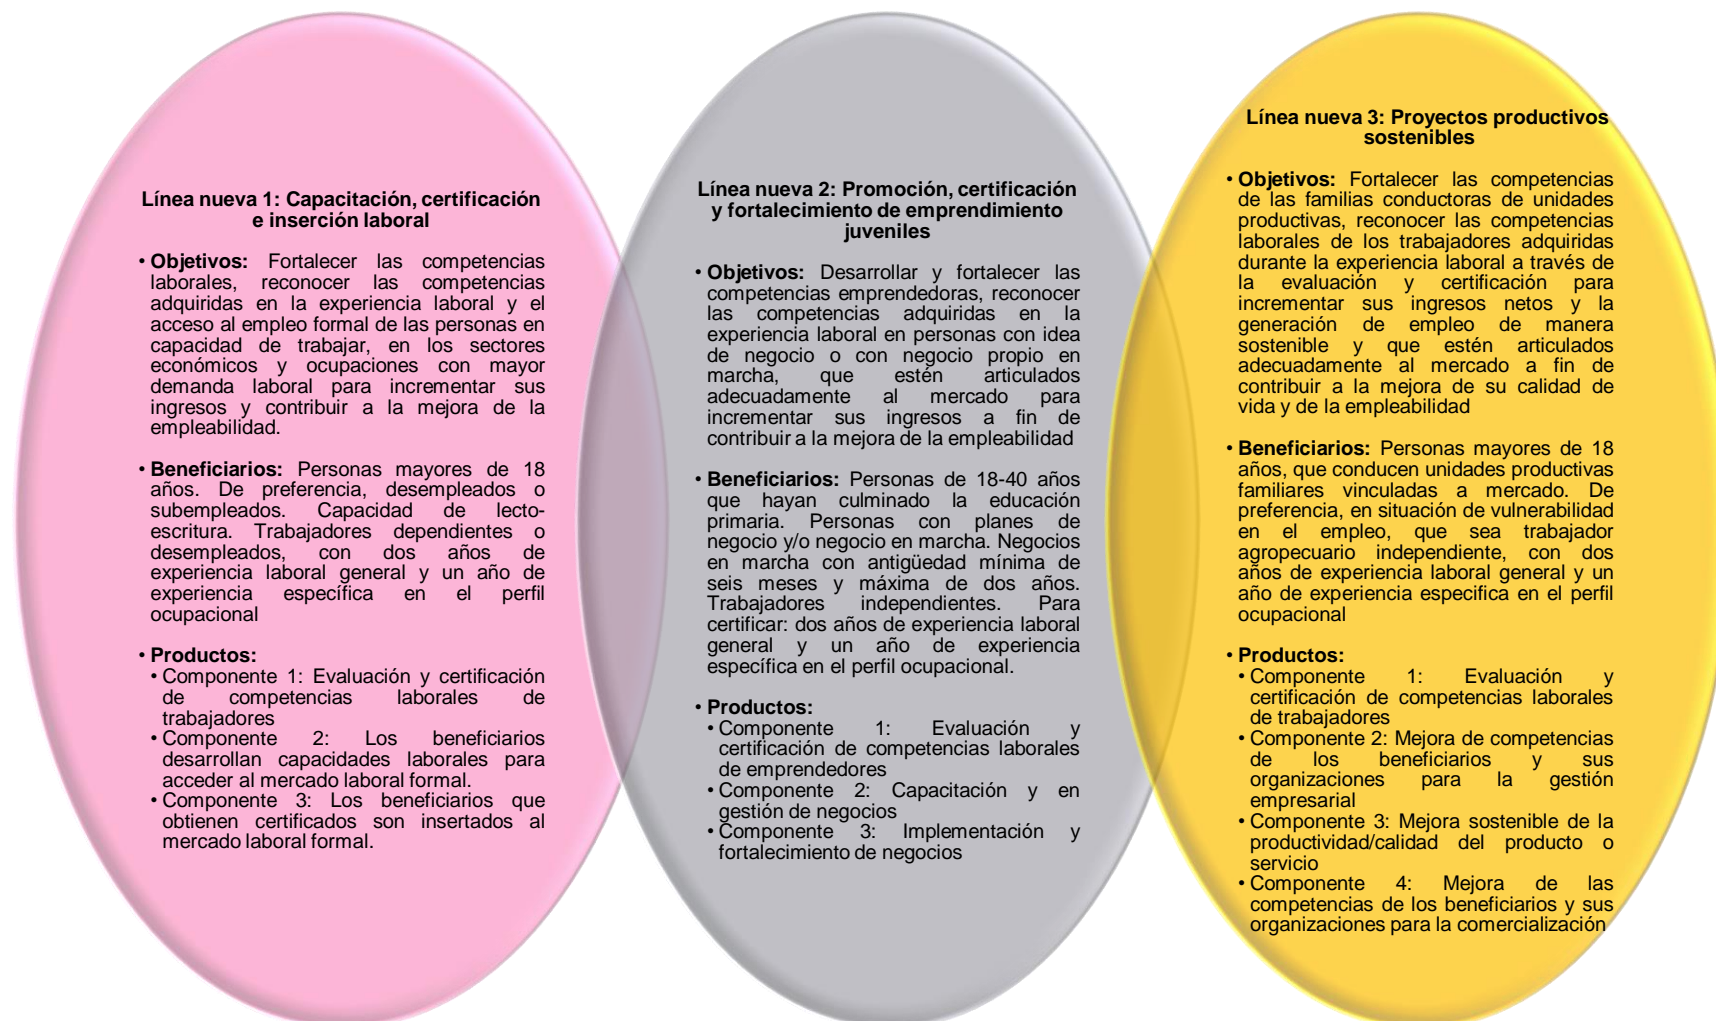 Línea nueva 1: Capacitación, certificación
e inserción laboral
• Objetivos: Fortalecer las competencias
laborales, reconocer las competencias
adquiridas en la experiencia laboral y el
acceso al empleo formal de las personas en
capacidad de trabajar, en los sectores
económicos y ocupaciones con mayor
demanda laboral para incrementar sus
ingresos y contribuir a la mejora de la
empleabilidad.
• Beneficiarios: Personas mayores de 18
años. De preferencia, desempleados o
subempleados. Capacidad de lecto-
escritura. Trabajadores dependientes o
desempleados, con dos años de
experiencia laboral general y un año de
experiencia específica en el perfil
ocupacional
• Productos:
• Componente 1: Evaluación y certificación
de competencias laborales de
trabajadores
• Componente 2: Los beneficiarios
desarrollan capacidades laborales para
acceder al mercado laboral formal.
• Componente 3: Los beneficiarios que
obtienen certificados son insertados al
mercado laboral formal.
Línea nueva 2: Promoción, certificación
y fortalecimiento de emprendimiento
juveniles
• Objetivos: Desarrollar y fortalecer las
competencias emprendedoras, reconocer
las competencias adquiridas en la
experiencia laboral en personas con idea
de negocio o con negocio propio en
marcha, que estén articulados
adecuadamente al mercado para
incrementar sus ingresos a fin de
contribuir a la mejora de la empleabilidad
• Beneficiarios: Personas de 18-40 años
que hayan culminado la educación
primaria. Personas con planes de
negocio y/o negocio en marcha. Negocios
en marcha con antigüedad mínima de
seis meses y máxima de dos años.
Trabajadores independientes. Para
certificar: dos años de experiencia laboral
general y un año de experiencia
específica en el perfil ocupacional.
• Productos:
• Componente 1: Evaluación y
certificación de competencias laborales
de emprendedores
• Componente 2: Capacitación y en
gestión de negocios
• Componente 3: Implementación y
fortalecimiento de negocios
Línea nueva 3: Proyectos productivos
sostenibles
• Objetivos: Fortalecer las competencias
de las familias conductoras de unidades
productivas, reconocer las competencias
laborales de los trabajadores adquiridas
durante la experiencia laboral a través de
la evaluación y certificación para
incrementar sus ingresos netos y la
generación de empleo de manera
sostenible y que estén articulados
adecuadamente al mercado a fin de
contribuir a la mejora de su calidad de
vida y de la empleabilidad
• Beneficiarios: Personas mayores de 18
años, que conducen unidades productivas
familiares vinculadas a mercado. De
preferencia, en situación de vulnerabilidad
en el empleo, que sea trabajador
agropecuario independiente, con dos
años de experiencia laboral general y un
año de experiencia especifica en el perfil
ocupacional
• Productos:
• Componente 1: Evaluación y
certificación de competencias laborales
de trabajadores
• Componente 2: Mejora de competencias
de los beneficiarios y sus
organizaciones para la gestión
empresarial
• Componente 3: Mejora sostenible de la
productividad/calidad del producto o
servicio
• Componente 4: Mejora de las
competencias de los beneficiarios y sus
organizaciones para la comercialización